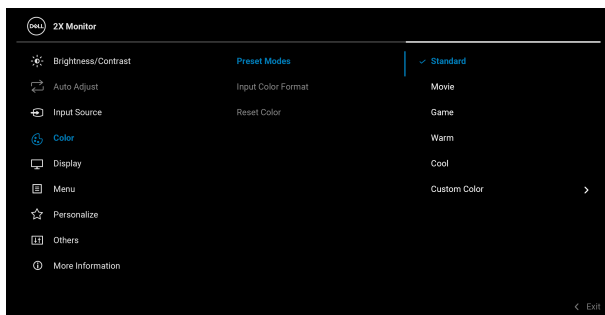 DELL 2X Monitor
Brightness/Contrast Preset Modes Standard
Auto Adjust Input Color Format Movie
Input Source Reset Color Game
Color Warm
Display Cool
Menu Custom Color
Personalize
Others
More Information
Exit